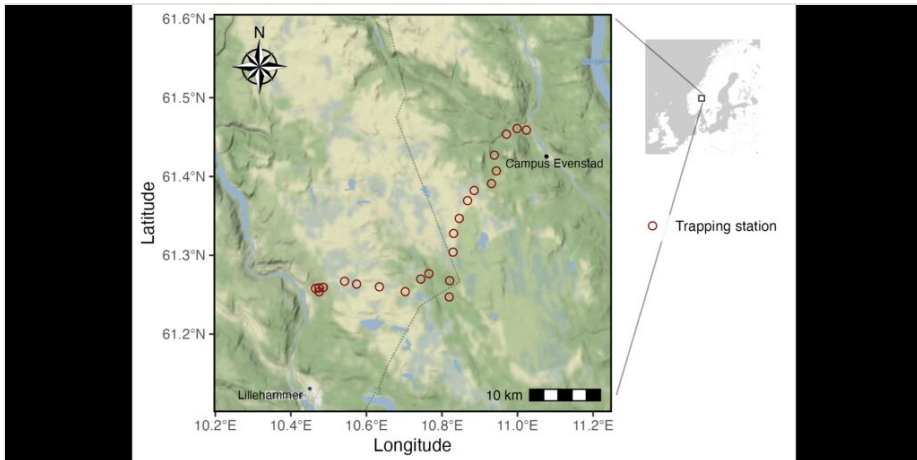 61.6°N
61.5°N
61.4°N
61.3°N
61.2°N
Latitude
N
Campus Evenstad
Lillehammer
10 km
10.2°E
10.4°E
10.6°E
10.8°E
11.0°E
11.2°E
Longitude
Trapping station